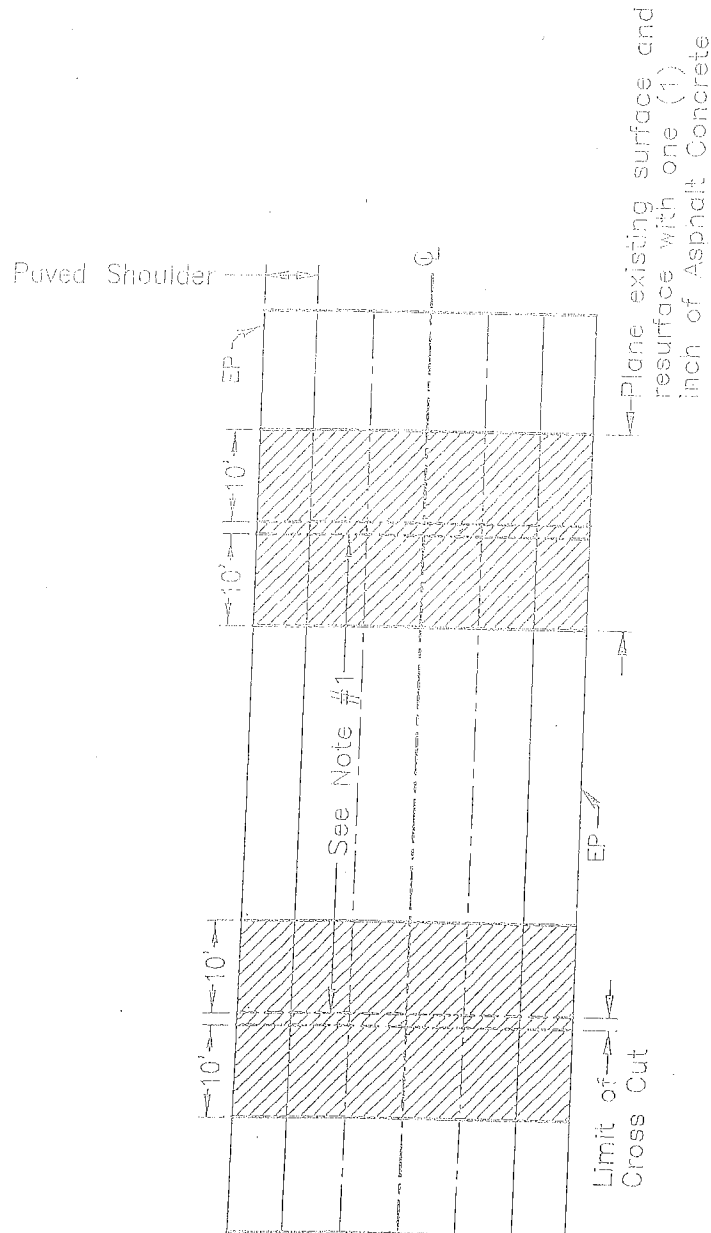 Plane existing surface and
resurface with one (1)
inch of Asphalt Concrete
Paved Shoulder
℄
EP
10'
10'
See Note #1
EP
10'
10'
Limit of
Cross Cut